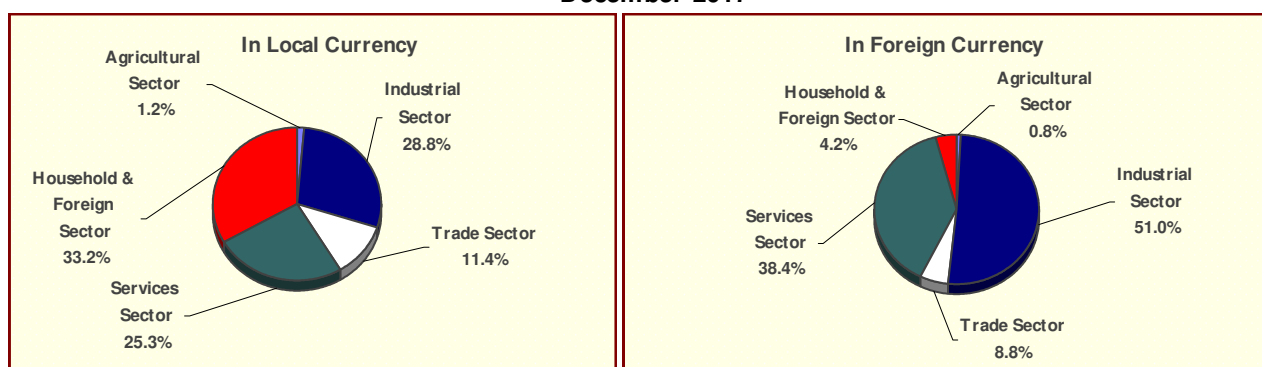 In Local Currency
Agricultural
Sector
1.2%
Industrial
Sector
28.8%
Household &
Foreign
Sector
33.2%
Trade Sector
11.4%
Services
Sector
25.3%
In Foreign Currency
Agricultural
Sector
0.8%
Household &
Foreign Sector
4.2%
Industrial
Sector
51.0%
Services
Sector
38.4%
Trade Sector
8.8%